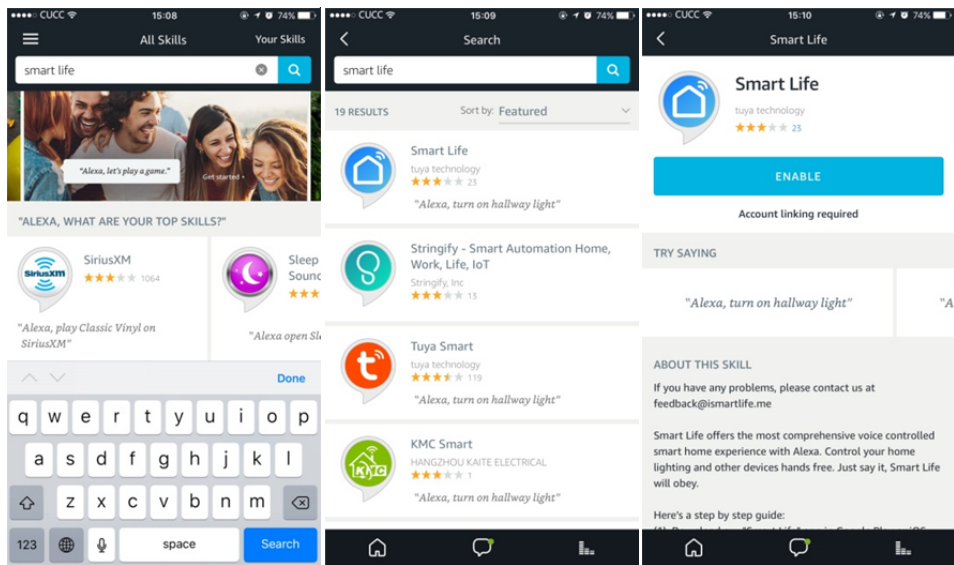 CUCC 15:08 74%
All Skills Your Skills
smart life
"Alexa, let's play a game."
Get started
"ALEXA, WHAT ARE YOUR TOP SKILLS?"
SiriusXM
SiriusXM
1064
"Alexa, play Classic Vinyl on
SiriusXM"
Sleep
Sounc
"Alexa open Sle
Done
q w e r t y u i o p
a s d f g h j k l
z x c v b n m
123 space Search
CUCC 15:09 74%
Search
smart life
19 RESULTS Sort by: Featured
Smart Life
tuya technology
23
"Alexa, turn on hallway light"
Stringify - Smart Automation Home,
Work, Life, IoT
Stringify, Inc
13
Tuya Smart
tuya technology
119
"Alexa, turn on hallway light"
KMC
KMC Smart
HANGZHOU KAITE ELECTRICAL
1
"Alexa, turn on hallway light"
CUCC 15:10 74%
Smart Life
Smart Life
tuya technology
23
ENABLE
Account linking required
TRY SAYING
"Alexa, turn on hallway light" "A
ABOUT THIS SKILL
If you have any problems, please contact us at
feedback@ismartlife.me
Smart Life offers the most comprehensive voice controlled
smart home experience with Alexa. Control your home
lighting and other devices hands free. Just say it, Smart Life
will obey.
Here's a step by step guide: